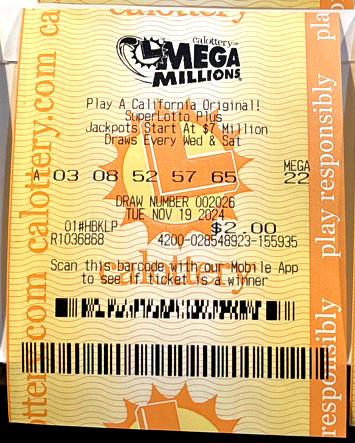 calottery
MEGA
MILLIONS
Play A California Original!
SuperLotto Plus
Jackpots Start At $7 Million
Draws Every Wed & Sat
MEGA
A 03 08 52 57 65 22
DRAW NUMBER 002026
TUE NOV 19 2024
01#HBKLP $2.00
R1036868 4200-028548923-155935
Scan this barcode with our Mobile App
to see if ticket is a winner
calottery
calottery.com
play responsibly